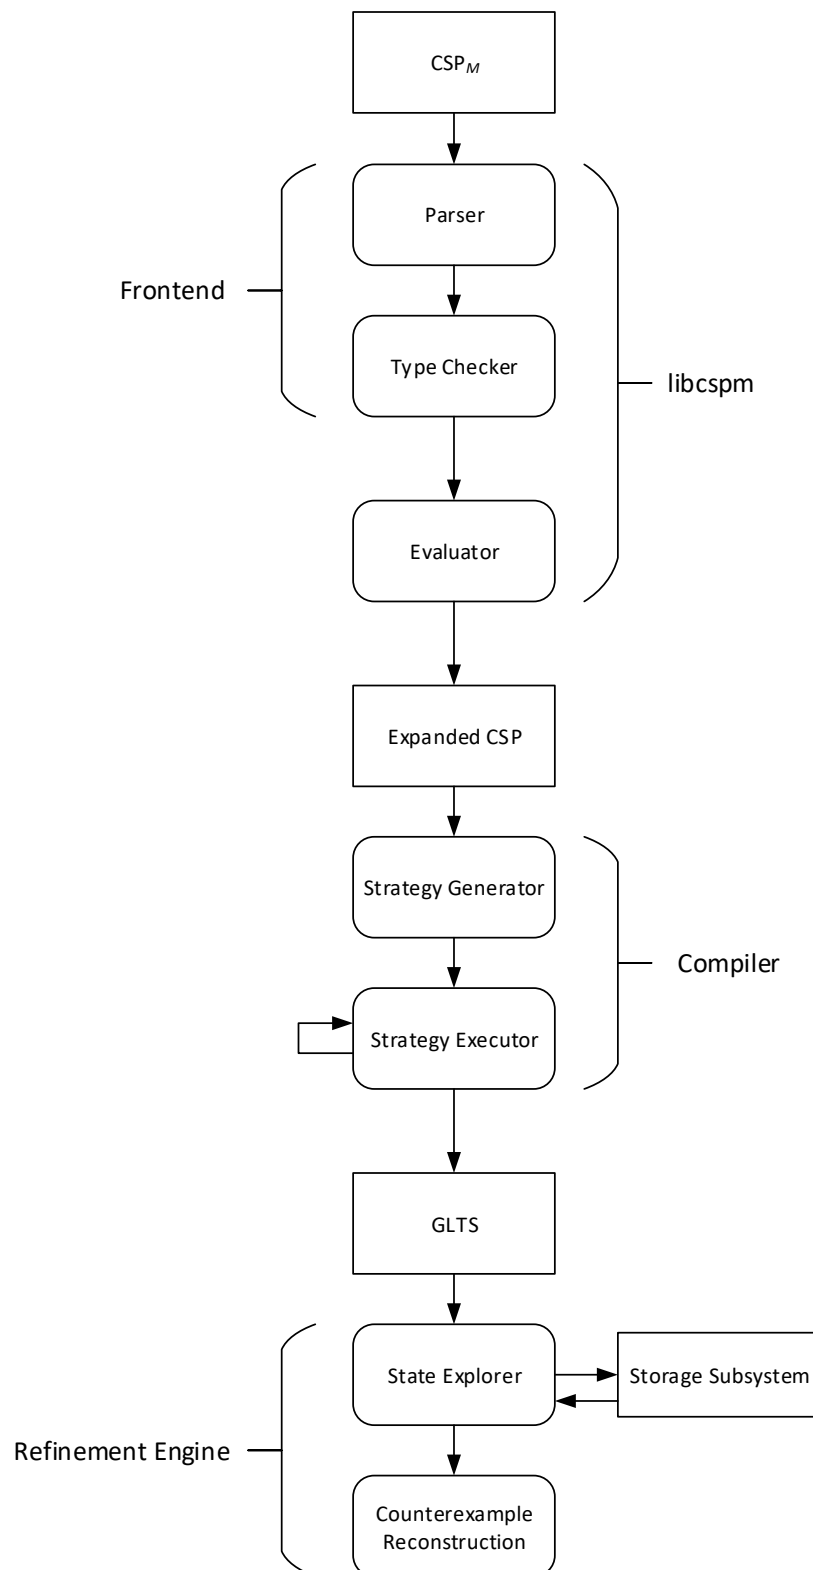 CSPM
Parser
Frontend
Type Checker
libcspm
Evaluator
Expanded CSP
Strategy Generator
Compiler
Strategy Executor
GLTS
State Explorer
Storage Subsystem
Refinement Engine
Counterexample
Reconstruction